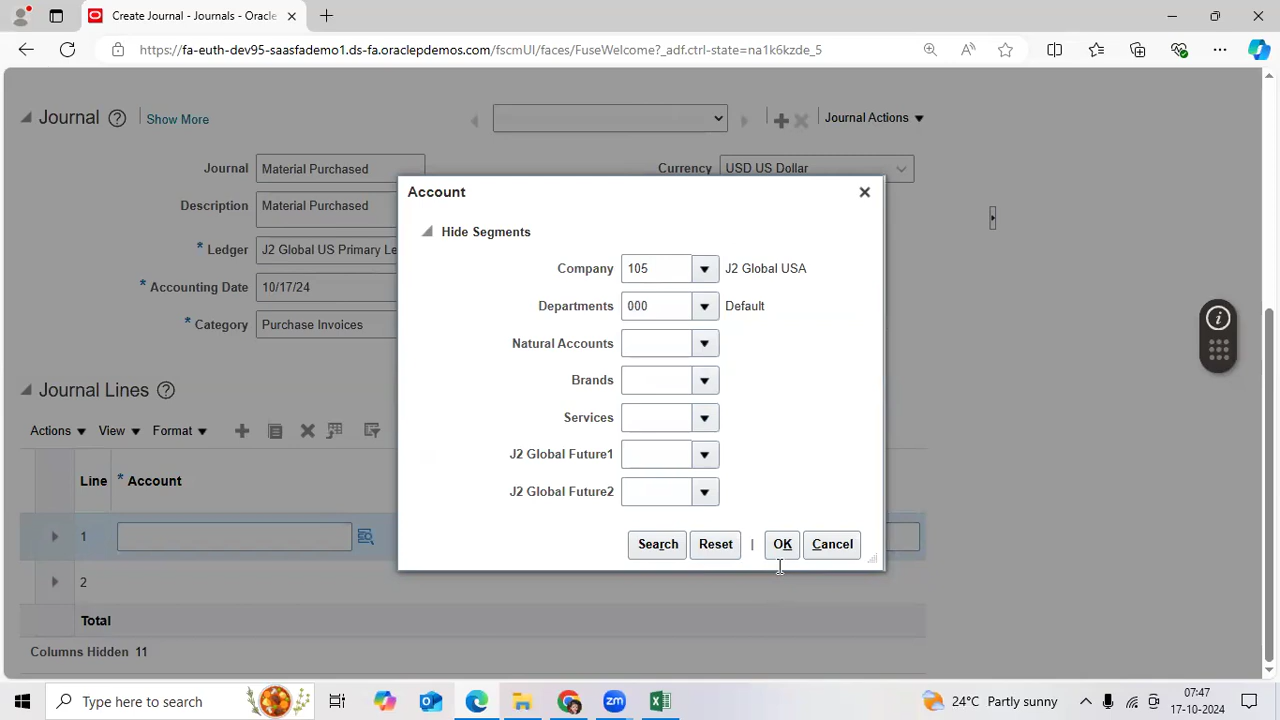 Create Journal - Journals - Oracle
https://fa-euth-dev95-saasfademo1.ds-fa.oraclepdemos.com/fscmUI/faces/FuseWelcome?_adf.ctrl-state=na1k6kzde_5
Journal ? Show More
Journal Actions
Journal Material Purchased
Currency USD US Dollar
Description Material Purchased
* Ledger J2 Global US Primary Le
* Accounting Date 10/17/24
* Category Purchase Invoices
Account
Hide Segments
Company 105 J2 Global USA
Departments 000 Default
Natural Accounts
Brands
Services
J2 Global Future1
J2 Global Future2
Search Reset | OK Cancel
Journal Lines ?
Actions View Format
Line * Account
1
2
Total
Columns Hidden 11
Type here to search
zm
24°C Partly sunny
07:47
17-10-2024